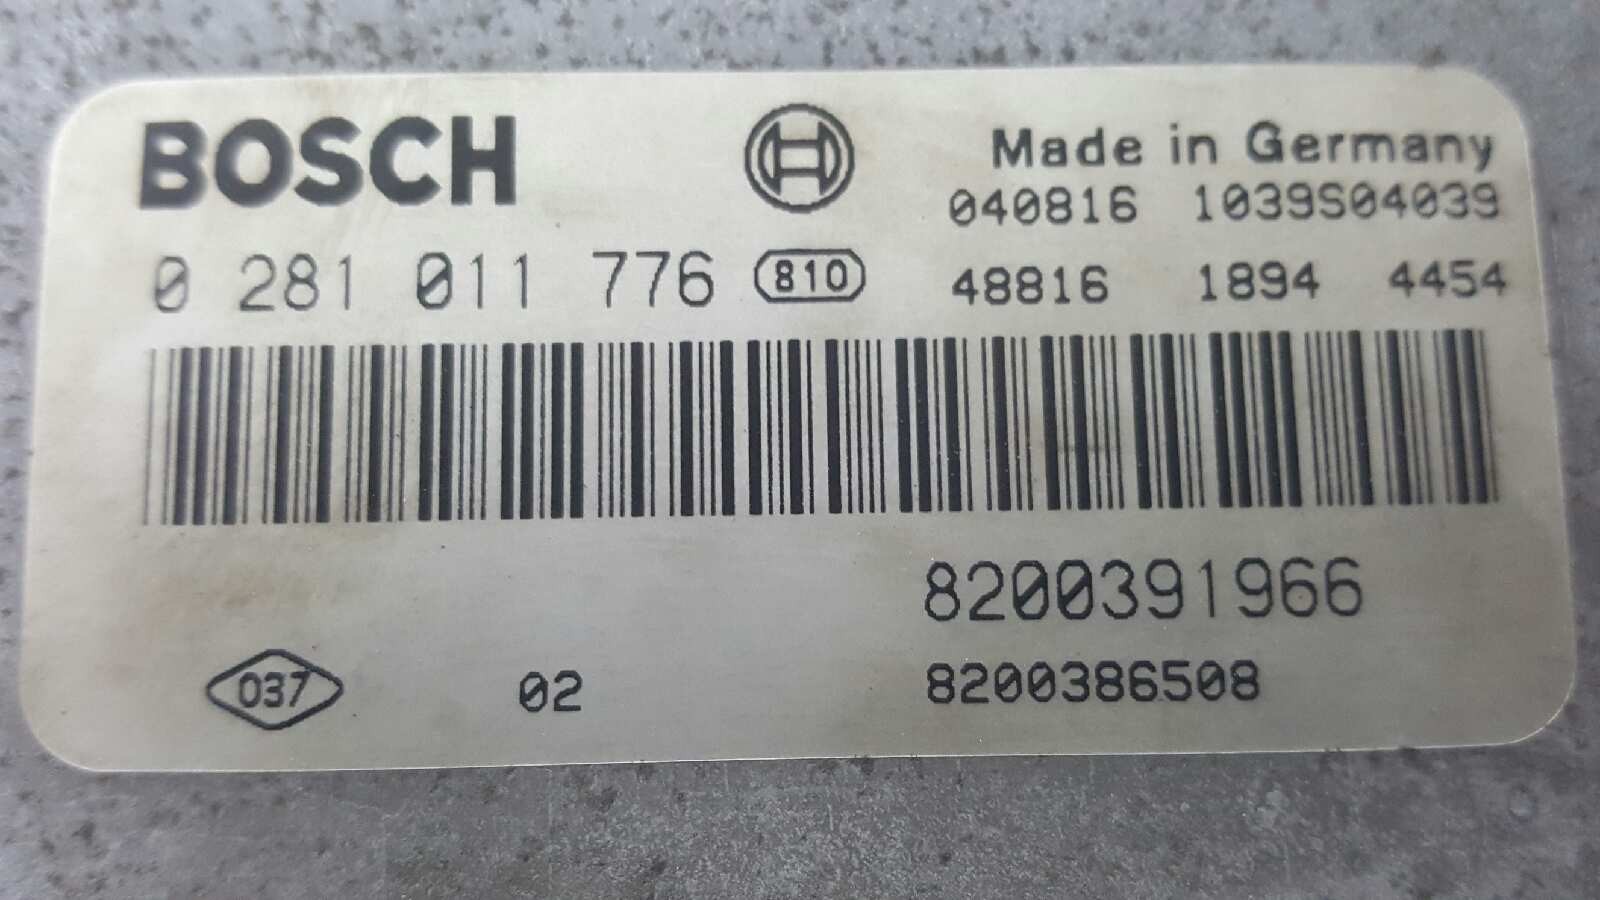 BOSCH
Made in Germany
040816 1039S04039
0 281 011 776 810 48816 1894 4454
8200391966
037 02 8200386508